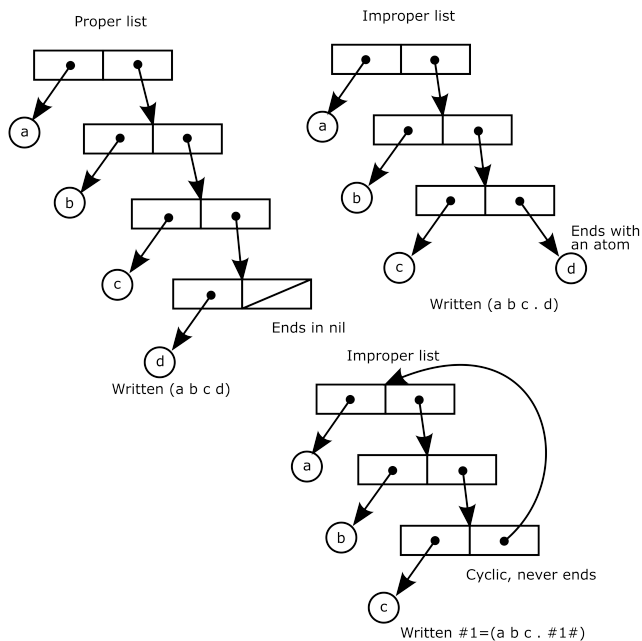 Proper list
a
b
c
d
Ends in nil
Written (a b c d)
Improper list
a
b
c
d
Ends with
an atom
Written (a b c . d)
Improper list
a
b
c
Cyclic, never ends
Written #1=(a b c . #1#)